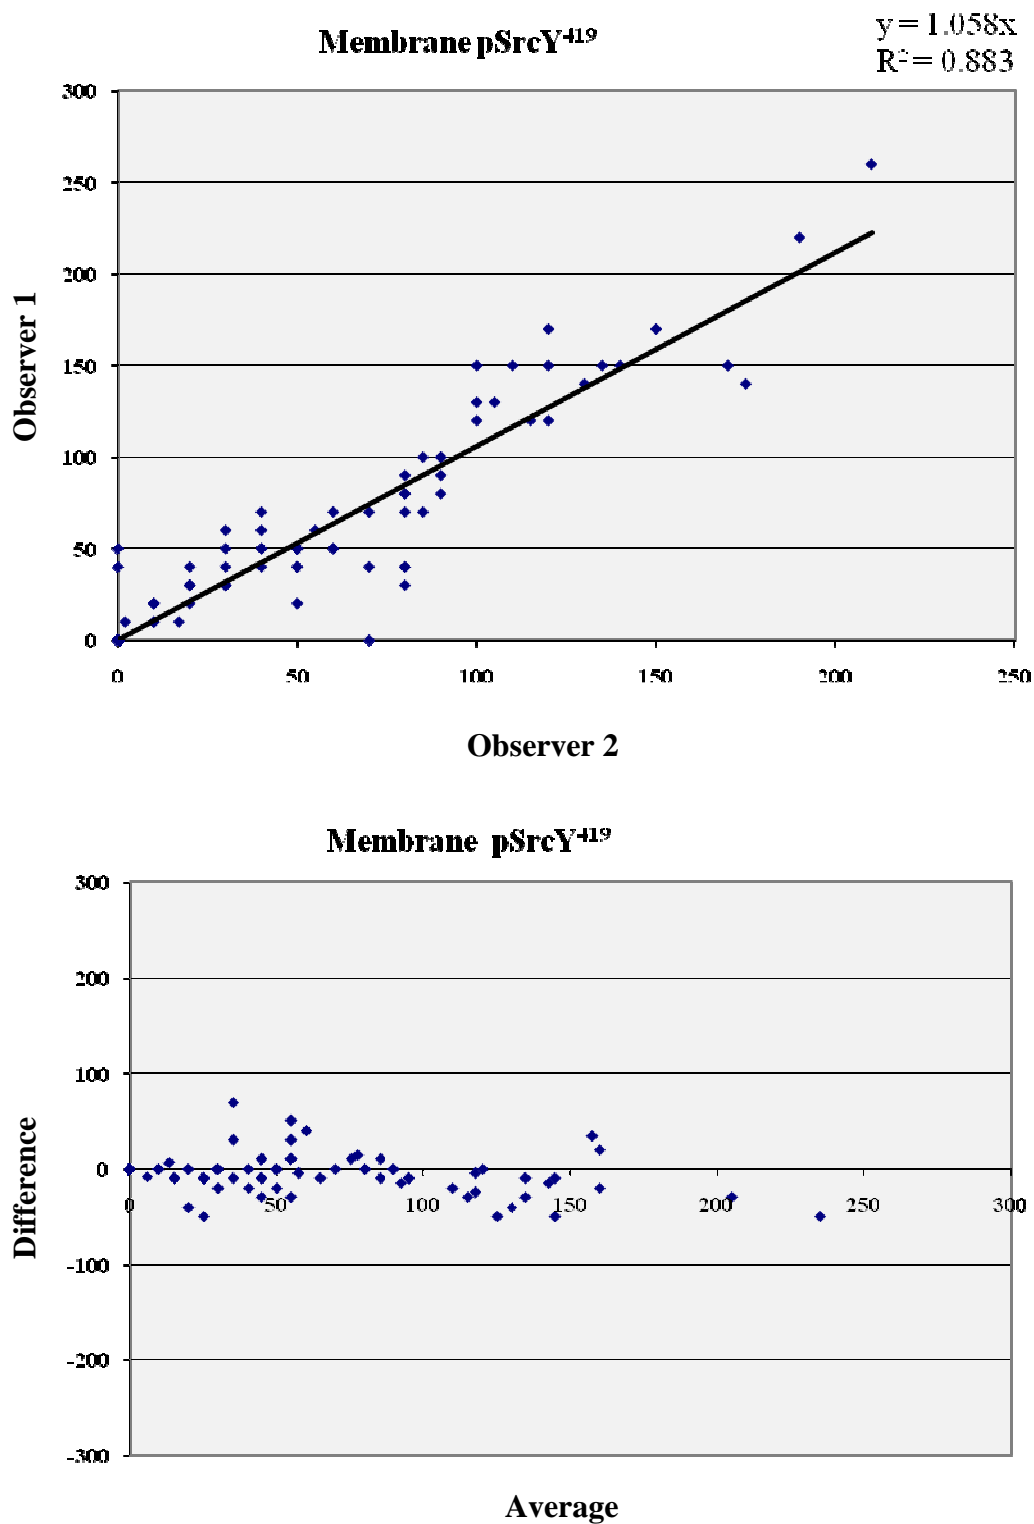 Membrane pSrcY⁴¹⁹
y = 1.058x
R² = 0.883
300
250
200
150
100
50
0
0 50 100 150 200 250
Observer 1
Observer 2
Membrane pSrcY⁴¹⁹
300
200
100
0
-100
-200
-300
0 50 100 150 200 250 300
Difference
Average